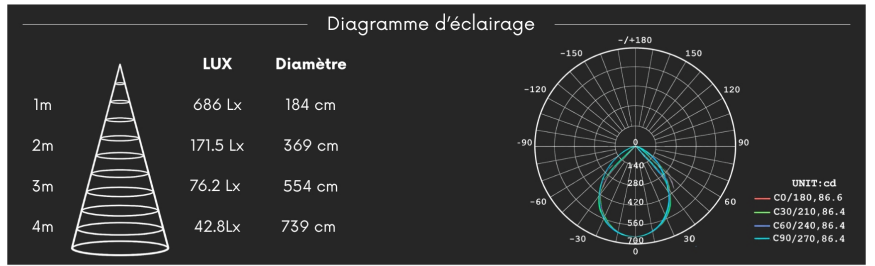 Diagramme d'éclairage
LUX Diamètre
1m 686 Lx 184 cm
2m 171.5 Lx 369 cm
3m 76.2 Lx 554 cm
4m 42.8Lx 739 cm
-/+180
-150 150
-120 120
-90 0 90
140
280
-60 420 60
560
-30 700 30
0
UNIT:cd
C0/180,86.6
C30/210,86.4
C60/240,86.4
C90/270,86.4